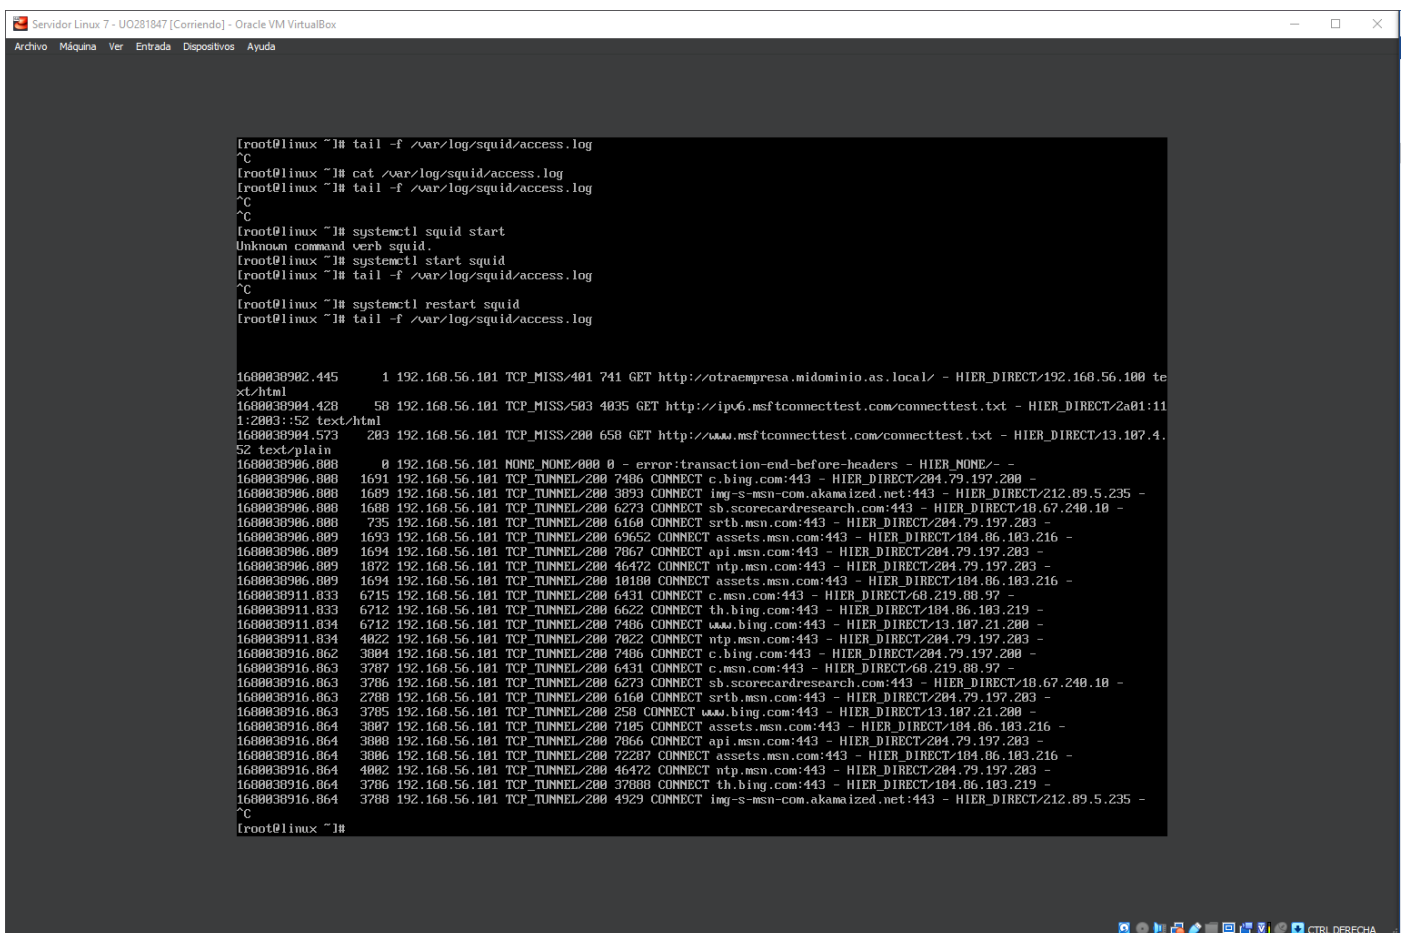 Servidor Linux 7 - UO281847 [Corriendo] - Oracle VM VirtualBox
Archivo Máquina Ver Entrada Dispositivos Ayuda
[root@linux ~]# tail -f /var/log/squid/access.log
^C
[root@linux ~]# cat /var/log/squid/access.log
[root@linux ~]# tail -f /var/log/squid/access.log
^C
^C
[root@linux ~]# systemctl squid start
Unknown command verb squid.
[root@linux ~]# systemctl start squid
[root@linux ~]# tail -f /var/log/squid/access.log
^C
[root@linux ~]# systemctl restart squid
[root@linux ~]# tail -f /var/log/squid/access.log
1680038902.445      1 192.168.56.101 TCP_MISS/401 741 GET http://otraempresa.midominio.as.local/ - HIER_DIRECT/192.168.56.100 te
xt/html
1680038904.428     58 192.168.56.101 TCP_MISS/503 4035 GET http://ipv6.msftconnecttest.com/connecttest.txt - HIER_DIRECT/2a01:11
1:2003::52 text/html
1680038904.573    203 192.168.56.101 TCP_MISS/200 658 GET http://www.msftconnecttest.com/connecttest.txt - HIER_DIRECT/13.107.4.
52 text/plain
1680038906.808      0 192.168.56.101 NONE_NONE/000 0 - error:transaction-end-before-headers - HIER_NONE/- -
1680038906.808   1691 192.168.56.101 TCP_TUNNEL/200 7486 CONNECT c.bing.com:443 - HIER_DIRECT/204.79.197.200 -
1680038906.808   1689 192.168.56.101 TCP_TUNNEL/200 3893 CONNECT img-s-msn-com.akamaized.net:443 - HIER_DIRECT/212.89.5.235 -
1680038906.808   1688 192.168.56.101 TCP_TUNNEL/200 6273 CONNECT sb.scorecardresearch.com:443 - HIER_DIRECT/18.67.240.10 -
1680038906.808    735 192.168.56.101 TCP_TUNNEL/200 6160 CONNECT srtb.msn.com:443 - HIER_DIRECT/204.79.197.203 -
1680038906.809   1693 192.168.56.101 TCP_TUNNEL/200 69652 CONNECT assets.msn.com:443 - HIER_DIRECT/184.86.103.216 -
1680038906.809   1694 192.168.56.101 TCP_TUNNEL/200 7867 CONNECT api.msn.com:443 - HIER_DIRECT/204.79.197.203 -
1680038906.809   1872 192.168.56.101 TCP_TUNNEL/200 46472 CONNECT ntp.msn.com:443 - HIER_DIRECT/204.79.197.203 -
1680038906.809   1694 192.168.56.101 TCP_TUNNEL/200 10180 CONNECT assets.msn.com:443 - HIER_DIRECT/184.86.103.216 -
1680038911.833   6715 192.168.56.101 TCP_TUNNEL/200 6431 CONNECT c.msn.com:443 - HIER_DIRECT/68.219.88.97 -
1680038911.833   6712 192.168.56.101 TCP_TUNNEL/200 6622 CONNECT th.bing.com:443 - HIER_DIRECT/184.86.103.219 -
1680038911.834   6712 192.168.56.101 TCP_TUNNEL/200 7486 CONNECT www.bing.com:443 - HIER_DIRECT/13.107.21.200 -
1680038911.834   4022 192.168.56.101 TCP_TUNNEL/200 7022 CONNECT ntp.msn.com:443 - HIER_DIRECT/204.79.197.203 -
1680038916.862   3804 192.168.56.101 TCP_TUNNEL/200 7486 CONNECT c.bing.com:443 - HIER_DIRECT/204.79.197.200 -
1680038916.863   3787 192.168.56.101 TCP_TUNNEL/200 6431 CONNECT c.msn.com:443 - HIER_DIRECT/68.219.88.97 -
1680038916.863   3786 192.168.56.101 TCP_TUNNEL/200 6273 CONNECT sb.scorecardresearch.com:443 - HIER_DIRECT/18.67.240.10 -
1680038916.863   2788 192.168.56.101 TCP_TUNNEL/200 6160 CONNECT srtb.msn.com:443 - HIER_DIRECT/204.79.197.203 -
1680038916.863   3785 192.168.56.101 TCP_TUNNEL/200 258 CONNECT www.bing.com:443 - HIER_DIRECT/13.107.21.200 -
1680038916.864   3807 192.168.56.101 TCP_TUNNEL/200 7105 CONNECT assets.msn.com:443 - HIER_DIRECT/184.86.103.216 -
1680038916.864   3808 192.168.56.101 TCP_TUNNEL/200 7866 CONNECT api.msn.com:443 - HIER_DIRECT/204.79.197.203 -
1680038916.864   3806 192.168.56.101 TCP_TUNNEL/200 72287 CONNECT assets.msn.com:443 - HIER_DIRECT/184.86.103.216 -
1680038916.864   4002 192.168.56.101 TCP_TUNNEL/200 46472 CONNECT ntp.msn.com:443 - HIER_DIRECT/204.79.197.203 -
1680038916.864   3786 192.168.56.101 TCP_TUNNEL/200 37888 CONNECT th.bing.com:443 - HIER_DIRECT/184.86.103.219 -
1680038916.864   3788 192.168.56.101 TCP_TUNNEL/200 4929 CONNECT img-s-msn-com.akamaized.net:443 - HIER_DIRECT/212.89.5.235 -
^C
[root@linux ~]#
CTRL DERECHA